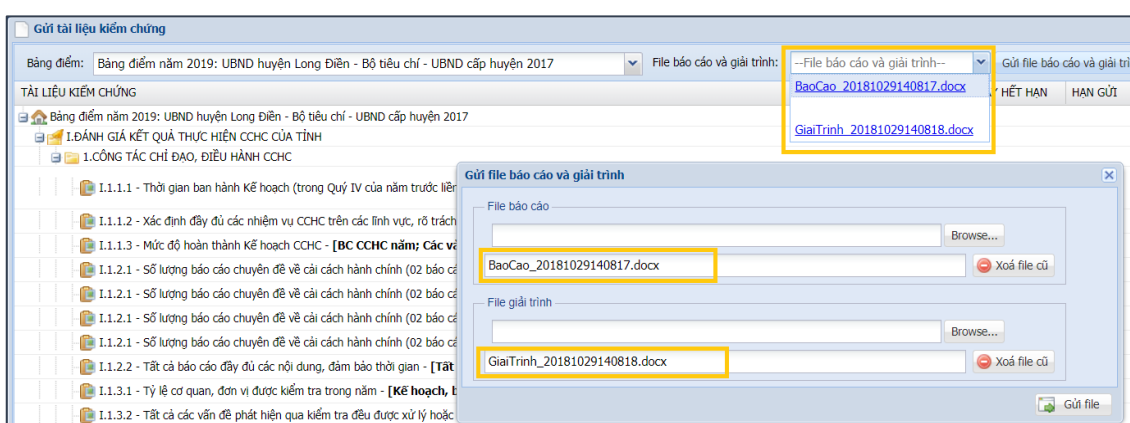 Gửi tài liệu kiểm chứng
Bảng điểm: Bảng điểm năm 2019: UBND huyện Long Điền - Bộ tiêu chí - UBND cấp huyện 2017 File báo cáo và giải trình: --File báo cáo và giải trình-- Gửi file báo cáo và giải trì
TÀI LIỆU KIỂM CHỨNG HẾT HẠN HẠN GỬI
BaoCao_20181029140817.docx
GiaiTrinh_20181029140818.docx
Bảng điểm năm 2019: UBND huyện Long Điền - Bộ tiêu chí - UBND cấp huyện 2017
I.ĐÁNH GIÁ KẾT QUẢ THỰC HIỆN CCHC CỦA TỈNH
1.CÔNG TÁC CHỈ ĐẠO, ĐIỀU HÀNH CCHC
I.1.1.1 - Thời gian ban hành Kế hoạch (trong Quý IV của năm trước liền
I.1.1.2 - Xác định đầy đủ các nhiệm vụ CCHC trên các lĩnh vực, rõ trách
I.1.1.3 - Mức độ hoàn thành Kế hoạch CCHC - [BC CCHC năm; Các vă
I.1.2.1 - Số lượng báo cáo chuyên đề về cải cách hành chính (02 báo cá
I.1.2.1 - Số lượng báo cáo chuyên đề về cải cách hành chính (02 báo cá
I.1.2.1 - Số lượng báo cáo chuyên đề về cải cách hành chính (02 báo cá
I.1.2.1 - Số lượng báo cáo chuyên đề về cải cách hành chính (02 báo cá
I.1.2.2 - Tất cả báo cáo đầy đủ các nội dung, đảm bảo thời gian - [Tất
I.1.3.1 - Tỷ lệ cơ quan, đơn vị được kiểm tra trong năm - [Kế hoạch, b
I.1.3.2 - Tất cả các vấn đề phát hiện qua kiểm tra đều được xử lý hoặc
Gửi file báo cáo và giải trình
File báo cáo
Browse...
BaoCao_20181029140817.docx Xoá file cũ
File giải trình
Browse...
GiaiTrinh_20181029140818.docx Xoá file cũ
Gửi file